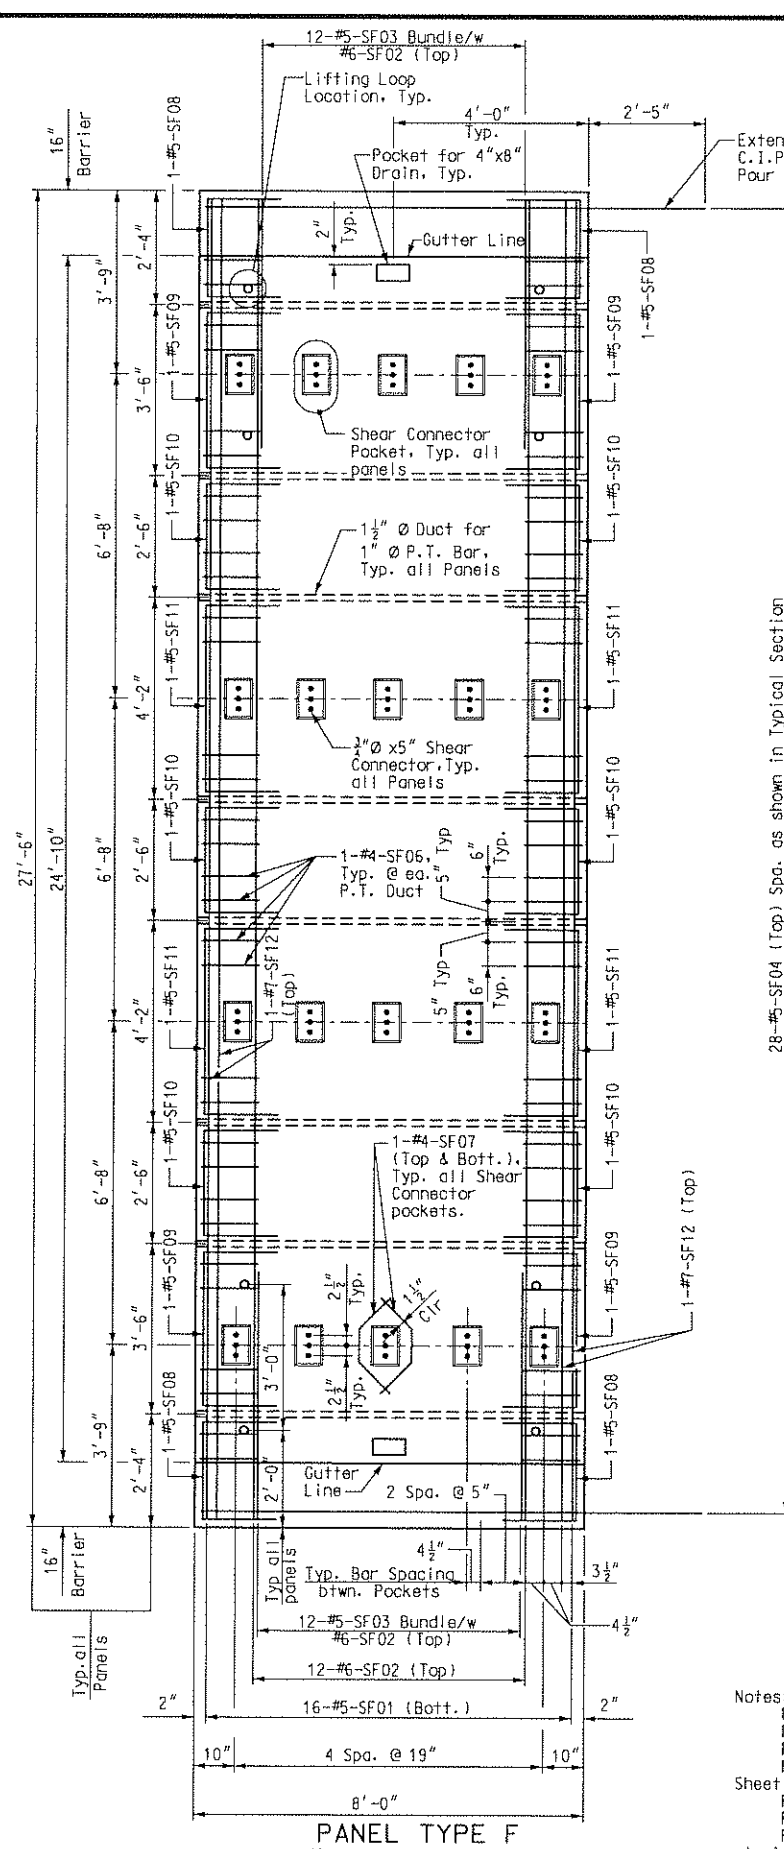 12-#5-SF03 Bundle/w
#6-SF02 (Top)
Lifting Loop
Location, Typ.
4'-0"
Typ.
2'-5"
16"
Barrier
1-#5-SF08
Pocket for 4"x8"
Drain, Typ.
2"
Typ.
Gutter Line
Exten
C.I.P
Pour
1-#5-SF08
3'-9"
2'-4"
1-#5-SF09
1-#5-SF09
3'-6"
Shear Connector
Pocket, Typ. all
panels
1-#5-SF10
1-#5-SF10
6'-8"
2'-6"
1½" Ø Duct for
1" Ø P.T. Bar,
Typ. all Panels
1-#5-SF11
1-#5-SF11
4'-2"
¾"Ø x5" Shear
Connector,Typ.
all Panels
28-#5-SF04 (Top) Spa. as shown in Typical Section
1-#5-SF10
1-#5-SF10
27'-6"
24'-10"
6'-8"
2'-6"
1-#4-SF06,
Typ. @ ea.
P.T. Duct
5" Typ
6"
Typ.
1-#5-SF11
1-#7-SF12
(Top)
5" Typ
6"
Typ.
1-#5-SF11
4'-2"
1-#5-SF10
1-#5-SF10
6'-8"
2'-6"
1-#4-SF07
(Top & Bott.),
Typ. all Shear
Connector
pockets.
1-#7-SF12 (Top)
1-#5-SF09
1-#5-SF09
3'-6"
2½"
Typ.
1½"
Clr
2½"
Typ.
3'-0"
1-#5-SF08
1-#5-SF08
3'-9"
2'-4"
2'-0"
Gutter
Line
2 Spa. @ 5"
16"
Barrier
Typ all
panels
4½"
Typ. Bar Spacing
btwn. Pockets
3½"
4½"
12-#5-SF03 Bundle/w
#6-SF02 (Top)
Typ.all
Panels
12-#6-SF02 (Top)
2"
16-#5-SF01 (Bott.)
2"
10"
4 Spa. @ 19"
10"
8'-0"
PANEL TYPE F
Notes
Sheet